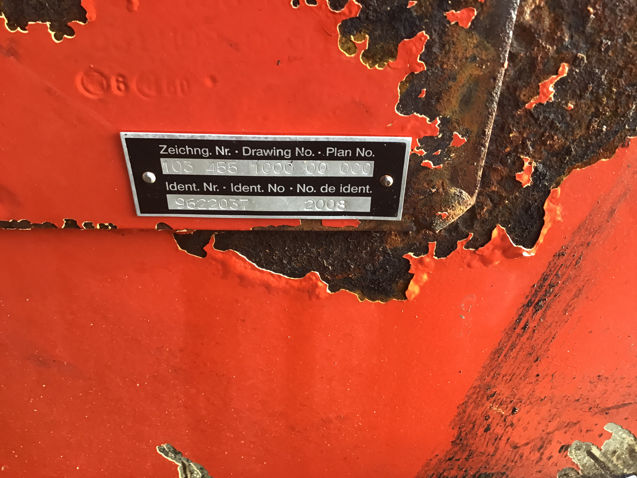 Zeichng. Nr. · Drawing No. · Plan No.
103 455 1000 00 000
Ident. Nr. · Ident. No · No. de ident.
9622037 2008